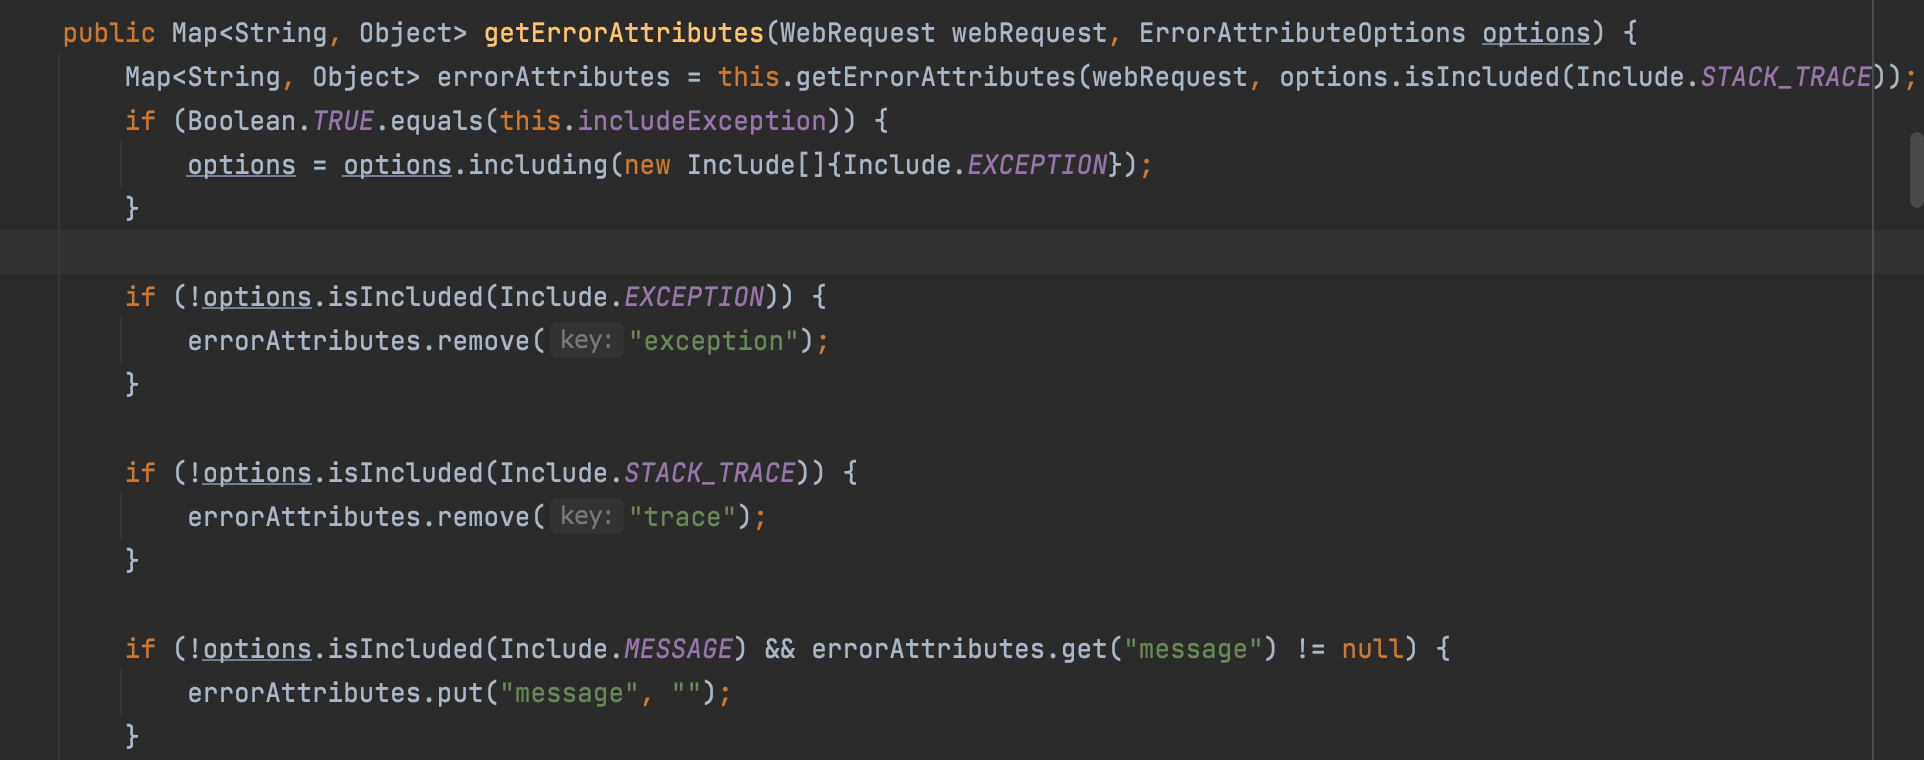 public Map<String, Object> getErrorAttributes(WebRequest webRequest, ErrorAttributeOptions options) {
Map<String, Object> errorAttributes = this.getErrorAttributes(webRequest, options.isIncluded(Include.STACK_TRACE));
if (Boolean.TRUE.equals(this.includeException)) {
options = options.including(new Include[]{Include.EXCEPTION});
}
if (!options.isIncluded(Include.EXCEPTION)) {
errorAttributes.remove( key: "exception");
}
if (!options.isIncluded(Include.STACK_TRACE)) {
errorAttributes.remove( key: "trace");
}
if (!options.isIncluded(Include.MESSAGE) && errorAttributes.get("message") != null) {
errorAttributes.put("message", "");
}